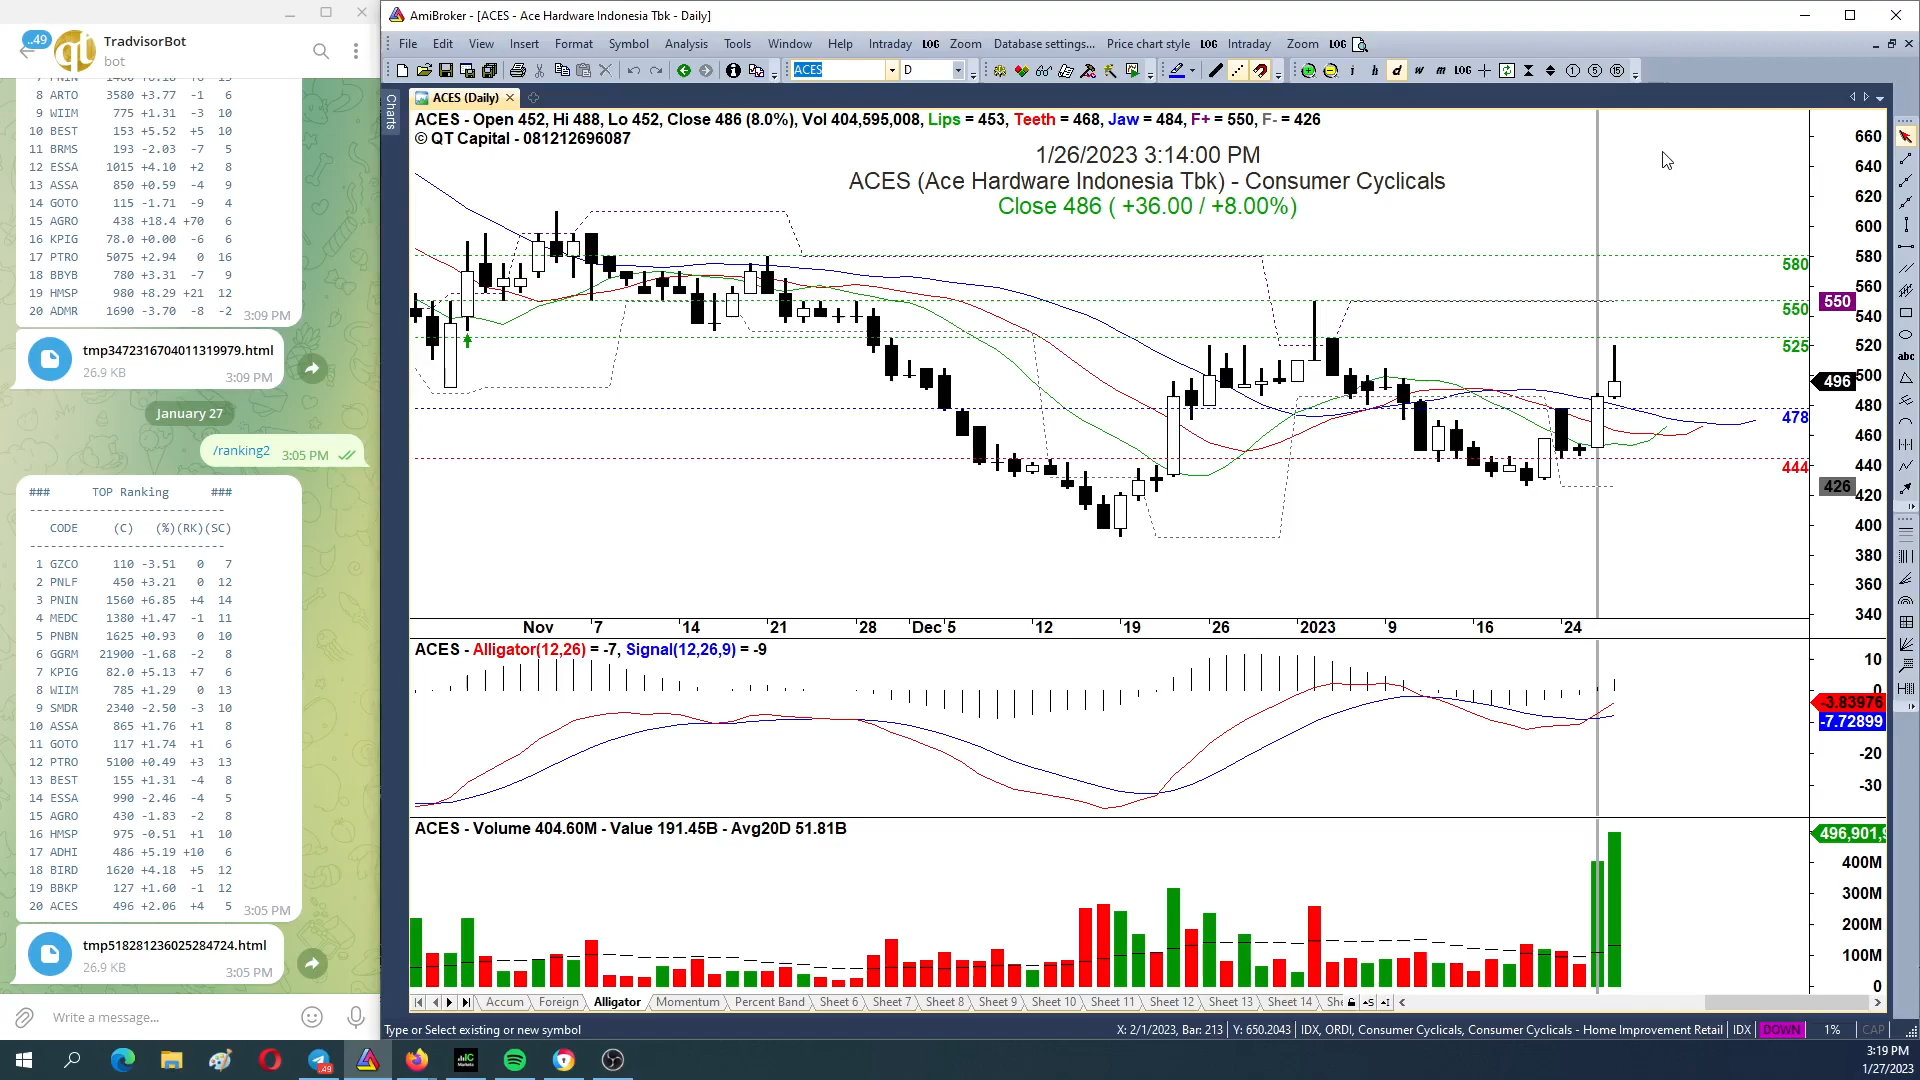 ..49
TradvisorBot
bot
8 ARTO 3580 +3.77 -1 6
9 WIIM 775 +1.31 -3 10
10 BEST 153 +5.52 +5 10
11 BRMS 193 -2.03 -7 5
12 ESSA 1015 +4.10 +2 8
13 ASSA 850 +0.59 -4 9
14 GOTO 115 -1.71 -9 4
15 AGRO 438 +18.4 +70 6
16 KPIG 78.0 +0.00 -6 6
17 PTRO 5075 +2.94 0 16
18 BBYB 780 +3.31 -7 9
19 HMSP 980 +8.29 +21 12
20 ADMR 1690 -3.70 -8 -2
3:09 PM
tmp3472316704011319979.html
26.9 KB 3:09 PM
January 27
/ranking2 3:05 PM
### TOP Ranking ###
----------------------------
CODE (C) (%)(RK)(SC)
----------------------------
1 GZCO 110 -3.51 0 7
2 PNLF 450 +3.21 0 12
3 PNIN 1560 +6.85 +4 14
4 MEDC 1380 +1.47 -1 11
5 PNBN 1625 +0.93 0 10
6 GGRM 21900 -1.68 -2 8
7 KPIG 82.0 +5.13 +7 6
8 WIIM 785 +1.29 0 13
9 SMDR 2340 -2.50 -3 10
10 ASSA 865 +1.76 +1 8
11 GOTO 117 +1.74 +1 6
12 PTRO 5100 +0.49 +3 13
13 BEST 155 +1.31 -4 8
14 ESSA 990 -2.46 -4 5
15 AGRO 430 -1.83 -2 8
16 HMSP 975 -0.51 +1 10
17 ADHI 486 +5.19 +10 6
18 BIRD 1620 +4.18 +5 12
19 BBKP 127 +1.60 -1 12
20 ACES 496 +2.06 +4 5
3:05 PM
tmp518281236025284724.html
26.9 KB 3:05 PM
Write a message...
AmiBroker - [ACES - Ace Hardware Indonesia Tbk - Daily]
File Edit View Insert Format Symbol Analysis Tools Window Help Intraday LOG Zoom Database settings... Price chart style LOG Intraday Zoom LOG
ACES D i h d w m LOG
Charts
ACES (Daily)
ACES - Open 452, Hi 488, Lo 452, Close 486 (8.0%), Vol 404,595,008, Lips = 453, Teeth = 468, Jaw = 484, F+ = 550, F- = 426
© QT Capital - 081212696087
1/26/2023 3:14:00 PM
ACES (Ace Hardware Indonesia Tbk) - Consumer Cyclicals
Close 486 ( +36.00 / +8.00%)
660
640
620
600
580
580
560
550
550
540
525
520
500
496
480
478
460
444
440
426
420
400
380
360
340
Nov 7 14 21 28 Dec 5 12 19 26 2023 9 16 24
ACES - Alligator(12,26) = -7, Signal(12,26,9) = -9
10
0
-3.83976
-7.72899
-20
-30
ACES - Volume 404.60M - Value 191.45B - Avg20D 51.81B
496,901,9
400M
300M
200M
100M
0
abc
Accum Foreign Alligator Momentum Percent Band Sheet 6 Sheet 7 Sheet 8 Sheet 9 Sheet 10 Sheet 11 Sheet 12 Sheet 13 Sheet 14 She
Type or Select existing or new symbol
X: 2/1/2023, Bar: 213 Y: 650.2043 IDX, ORDI, Consumer Cyclicals, Consumer Cyclicals - Home Improvement Retail IDX DOWN 1% CAP
3:19 PM
1/27/2023